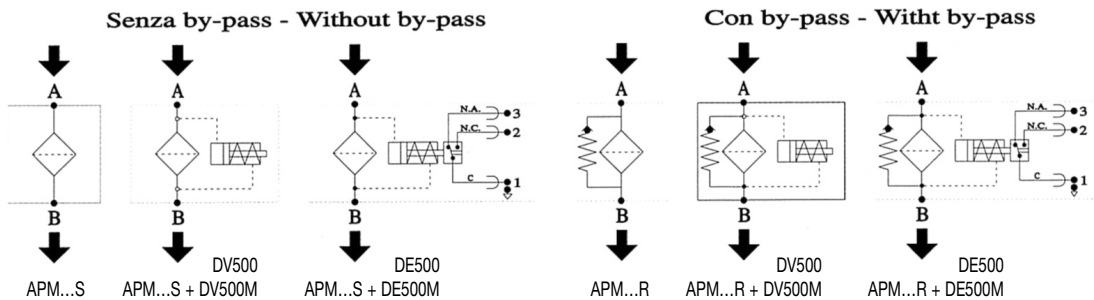 Senza by-pass - Without by-pass
Con by-pass - Witht by-pass
A A A A A A
N.A. 3 N.A. 3
N.C. 2 N.C. 2
C 1 C 1
B B B B B B
DV500 DE500 DV500 DE500
APM...S APM...S + DV500M APM...S + DE500M APM...R APM...R + DV500M APM...R + DE500M